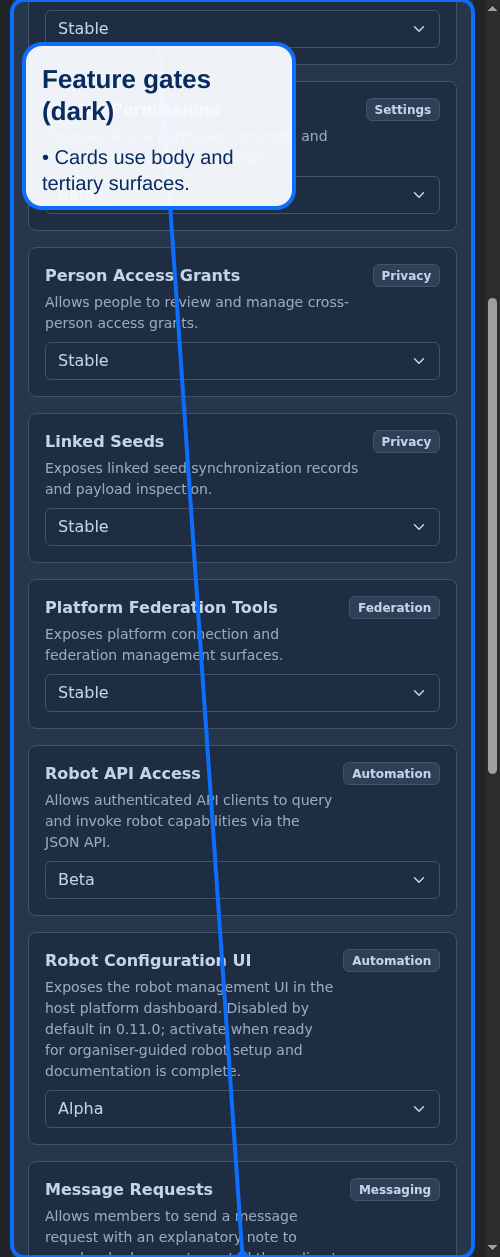 Stable
Feature gates
(dark)
• Cards use body and
tertiary surfaces.
Permissions
Settings
and
Person Access Grants
Privacy
Allows people to review and manage cross-
person access grants.
Stable
Linked Seeds
Privacy
Exposes linked seed synchronization records
and payload inspection.
Stable
Platform Federation Tools
Federation
Exposes platform connection and
federation management surfaces.
Stable
Robot API Access
Automation
Allows authenticated API clients to query
and invoke robot capabilities via the
JSON API.
Beta
Robot Configuration UI
Automation
Exposes the robot management UI in the
host platform dashboard. Disabled by
default in 0.11.0; activate when ready
for organiser-guided robot setup and
documentation is complete.
Alpha
Message Requests
Messaging
Allows members to send a message
request with an explanatory note to